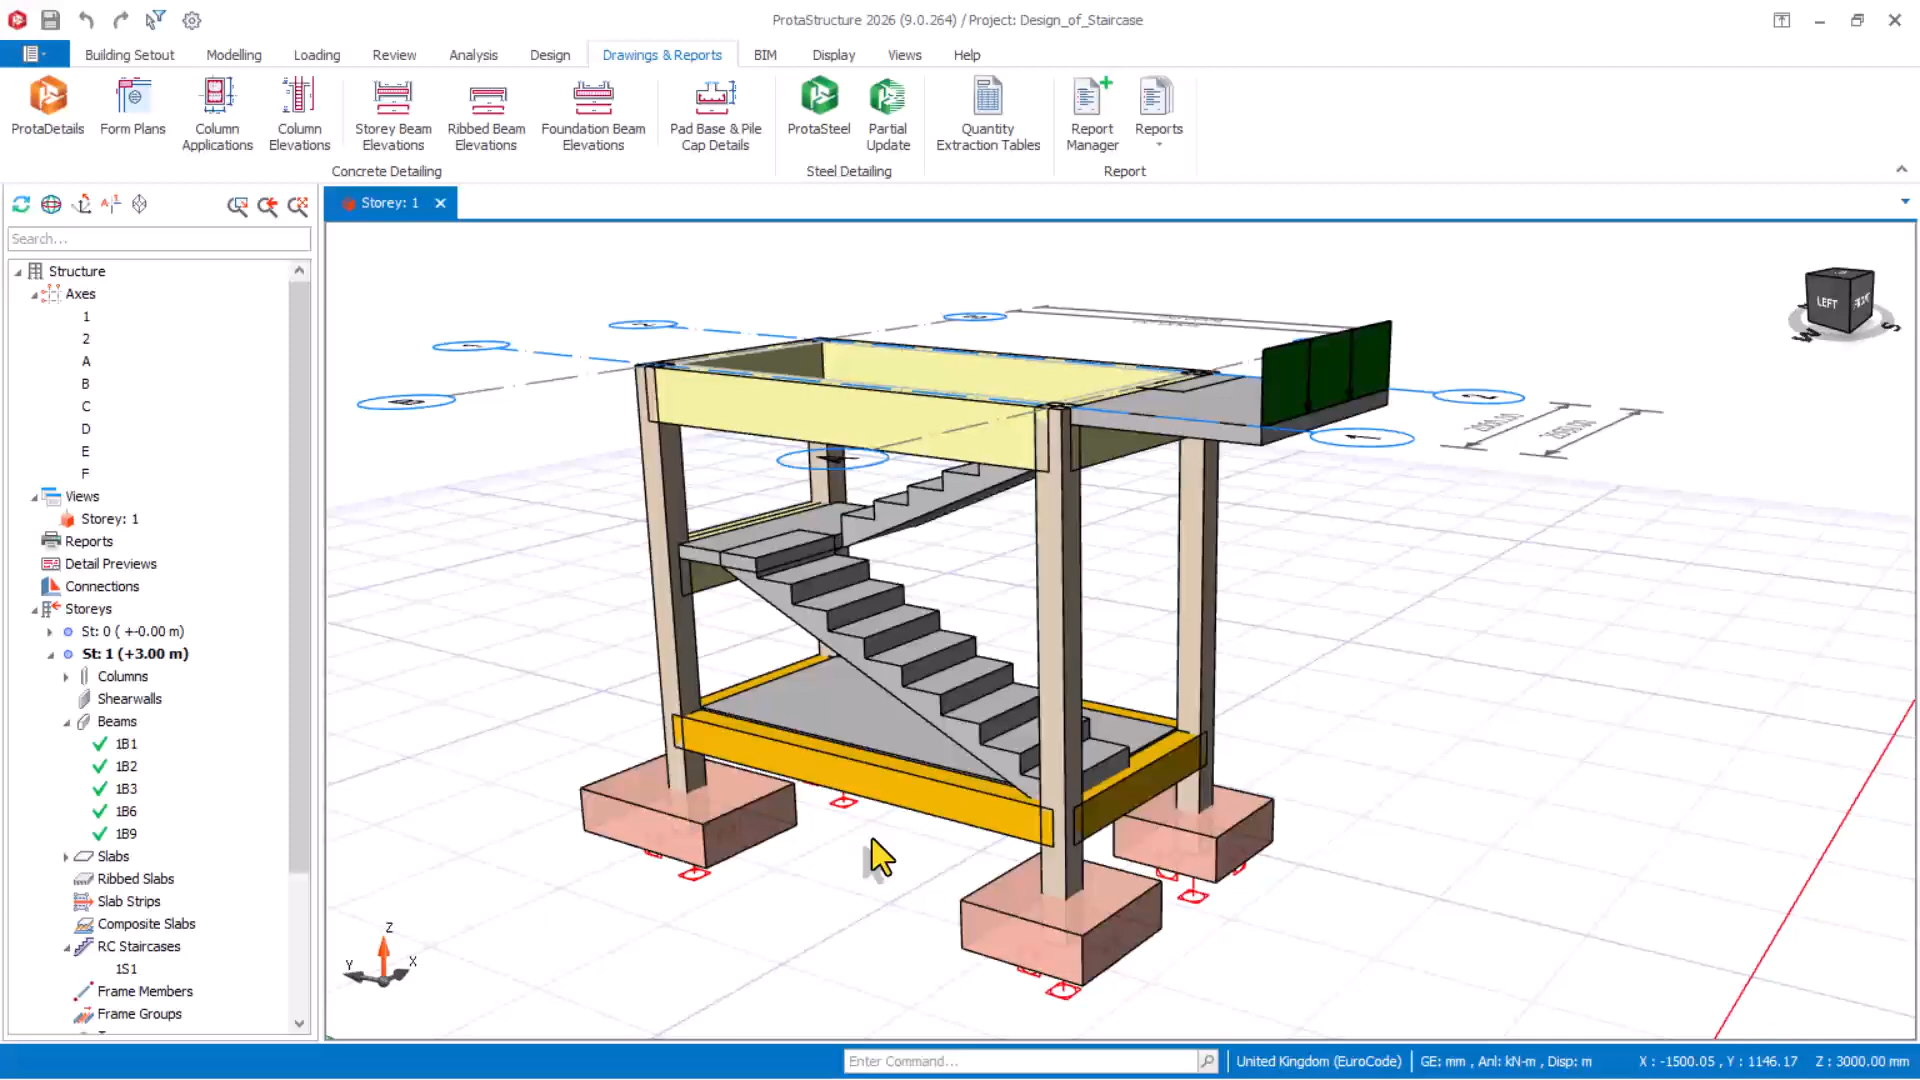 ProtaStructure 2026 (9.0.264) / Project: Design_of_Staircase
Building Setout Modelling Loading Review Analysis Design Drawings & Reports BIM Display Views Help
ProtaDetails
Form Plans
Column Applications
Column Elevations
Storey Beam Elevations
Ribbed Beam Elevations
Foundation Beam Elevations
Pad Base & Pile Cap Details
ProtaSteel
Partial Update
Quantity Extraction Tables
Report Manager
Reports
Concrete Detailing
Steel Detailing
Report
Storey: 1
Search...
Structure
Axes
1
2
A
B
C
D
E
F
Views
Storey: 1
Reports
Detail Previews
Connections
Storeys
St: 0 ( +-0.00 m)
St: 1 (+3.00 m)
Columns
Shearwalls
Beams
1B1
1B2
1B3
1B6
1B9
Slabs
Ribbed Slabs
Slab Strips
Composite Slabs
RC Staircases
1S1
Frame Members
Frame Groups
LEFT
W
S
Z
Y
X
Enter Command...
United Kingdom (EuroCode)
GE: mm , Anl: kN-m , Disp: m
X : -1500.05 , Y : 1146.17 Z : 3000.00 mm